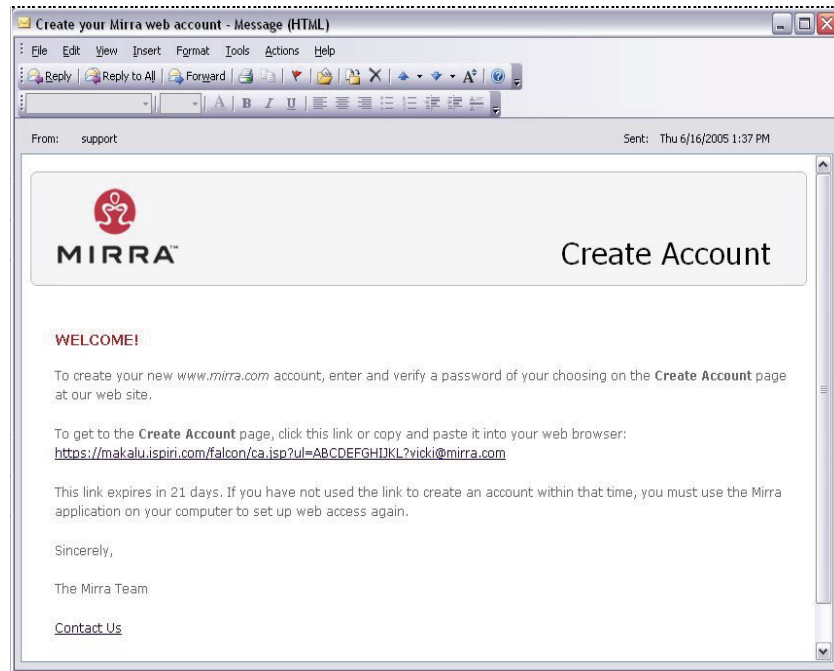 Create your Mirra web account - Message (HTML)
File Edit View Insert Format Tools Actions Help
Reply Reply to All Forward
A B I U
From: support Sent: Thu 6/16/2005 1:37 PM
MIRRA™
Create Account
WELCOME!
To create your new www.mirra.com account, enter and verify a password of your choosing on the Create Account page
at our web site.
To get to the Create Account page, click this link or copy and paste it into your web browser:
https://makalu.ispiri.com/falcon/ca.jsp?ul=ABCDEFGHIJKL?vicki@mirra.com
This link expires in 21 days. If you have not used the link to create an account within that time, you must use the Mirra
application on your computer to set up web access again.
Sincerely,
The Mirra Team
Contact Us